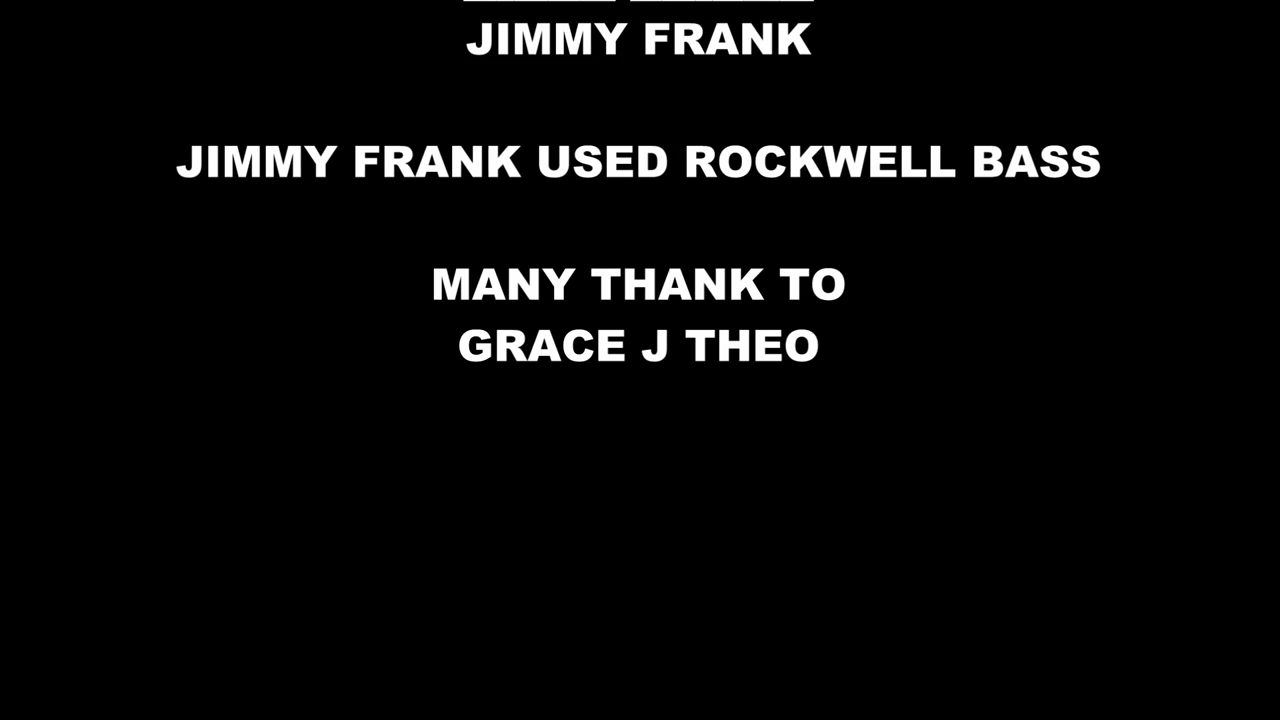 JIMMY FRANK
JIMMY FRANK USED ROCKWELL BASS
MANY THANK TO
GRACE J THEO